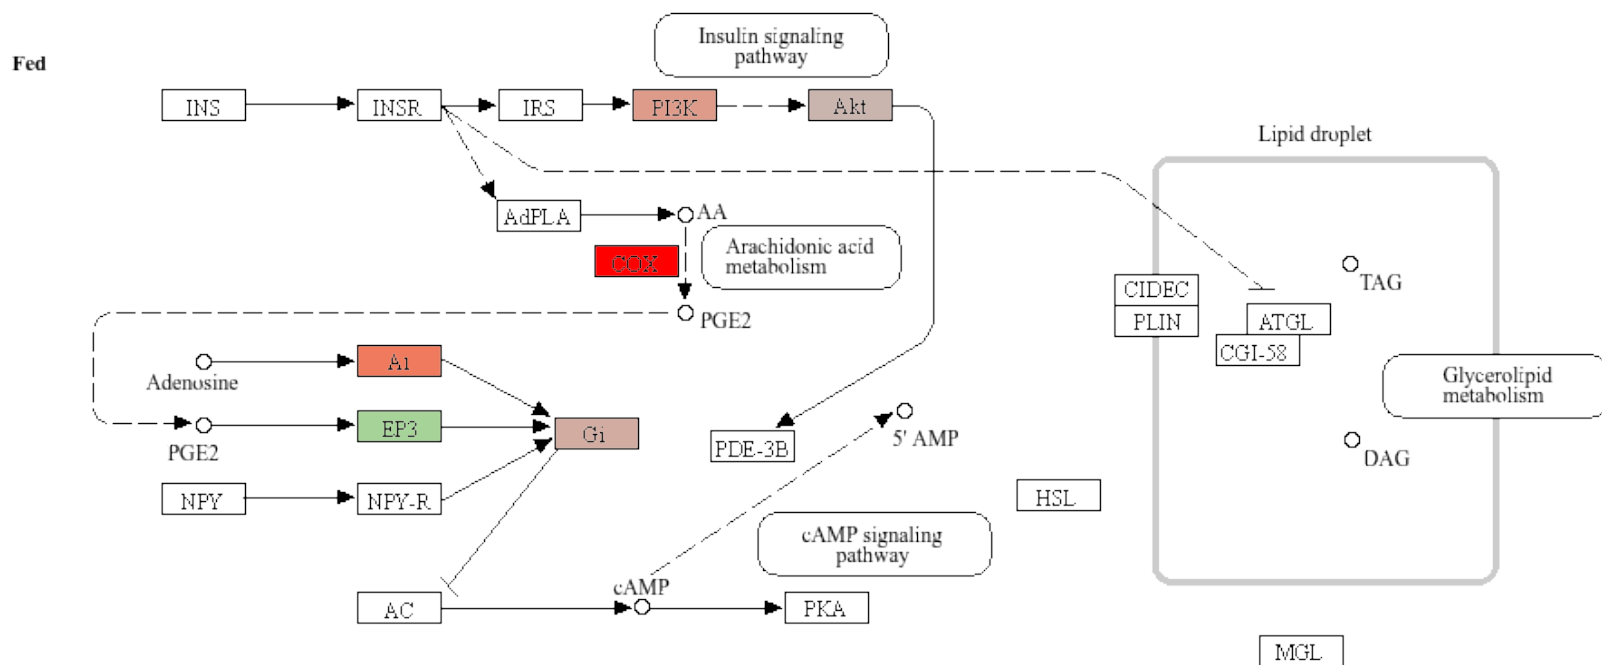 Fed
Insulin signaling
pathway
INS
INSR
IRS
PI3K
Akt
Lipid droplet
AdPLA
AA
COX
Arachidonic acid
metabolism
PGE2
TAG
CIDEC
PLIN
ATGL
CGI-58
Adenosine
A1
Glycerolipid
metabolism
PGE2
EP3
Gi
PDE-3B
5' AMP
DAG
NPY
NPY-R
HSL
cAMP signaling
pathway
AC
cAMP
PKA
MGL